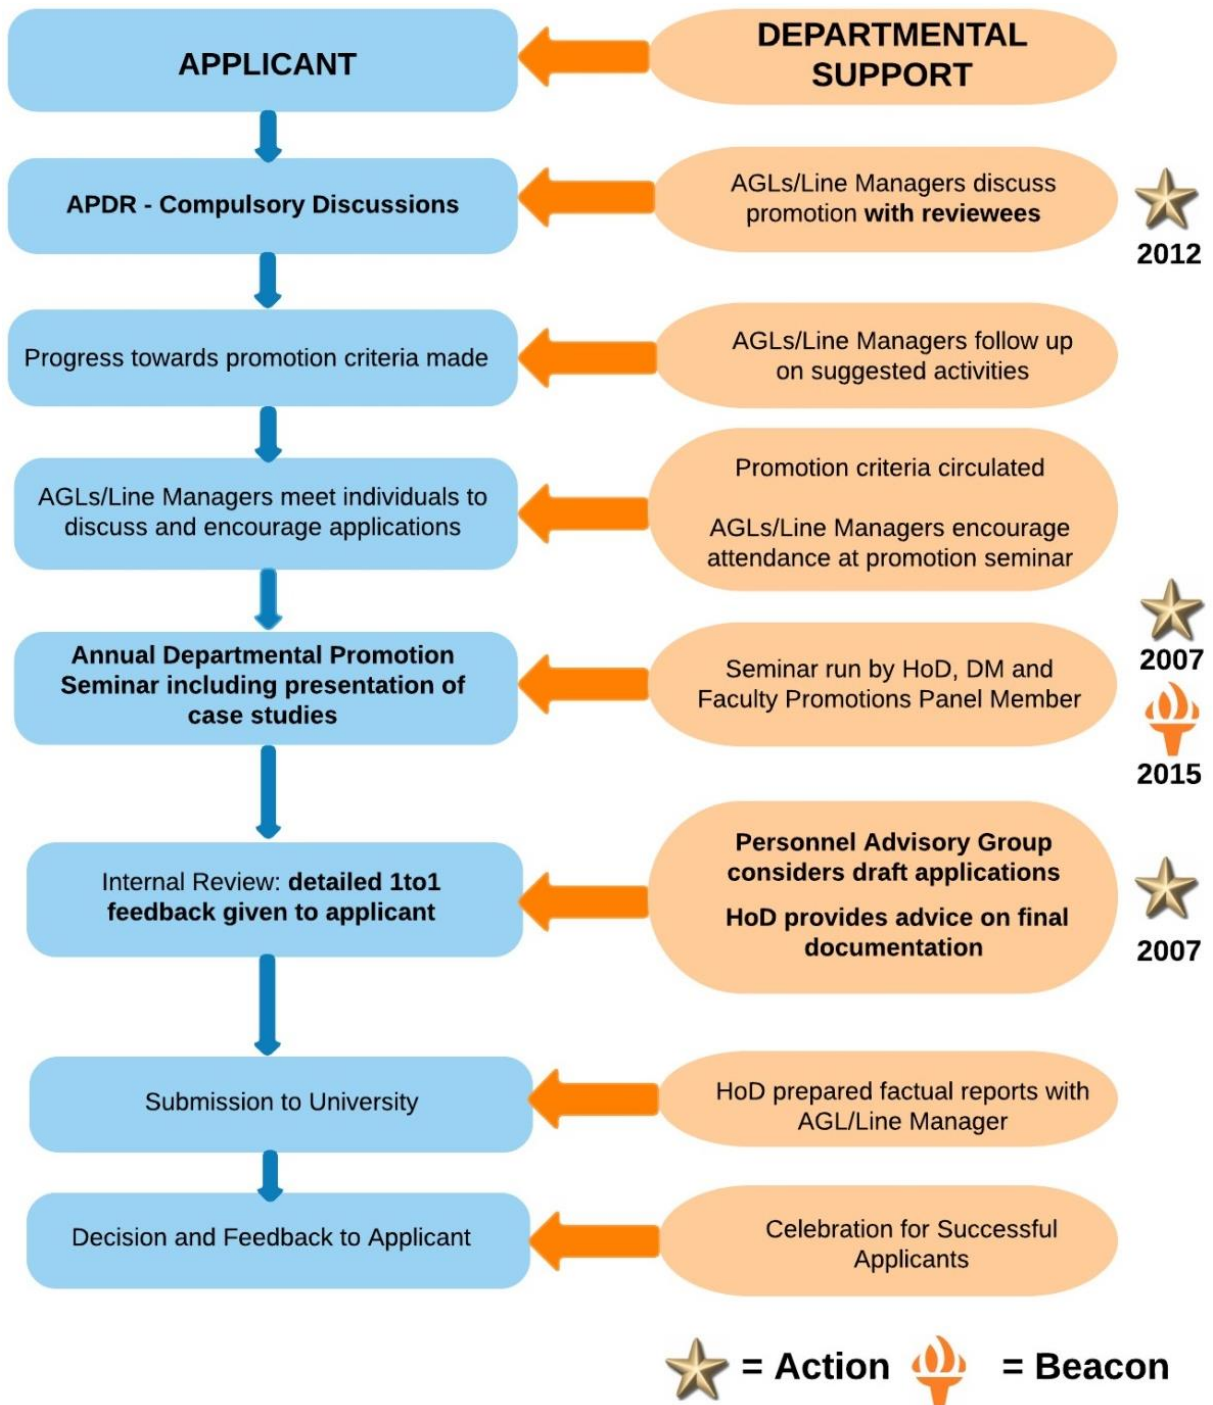 APPLICANT
DEPARTMENTAL
SUPPORT
APDR - Compulsory Discussions
AGLs/Line Managers discuss
promotion with reviewees
2012
Progress towards promotion criteria made
AGLs/Line Managers follow up
on suggested activities
AGLs/Line Managers meet individuals to
discuss and encourage applications
Promotion criteria circulated
AGLs/Line Managers encourage
attendance at promotion seminar
Annual Departmental Promotion
Seminar including presentation of
case studies
Seminar run by HoD, DM and
Faculty Promotions Panel Member
2007
2015
Internal Review: detailed 1to1
feedback given to applicant
Personnel Advisory Group
considers draft applications
HoD provides advice on final
documentation
2007
Submission to University
HoD prepared factual reports with
AGL/Line Manager
Decision and Feedback to Applicant
Celebration for Successful
Applicants
= Action
= Beacon